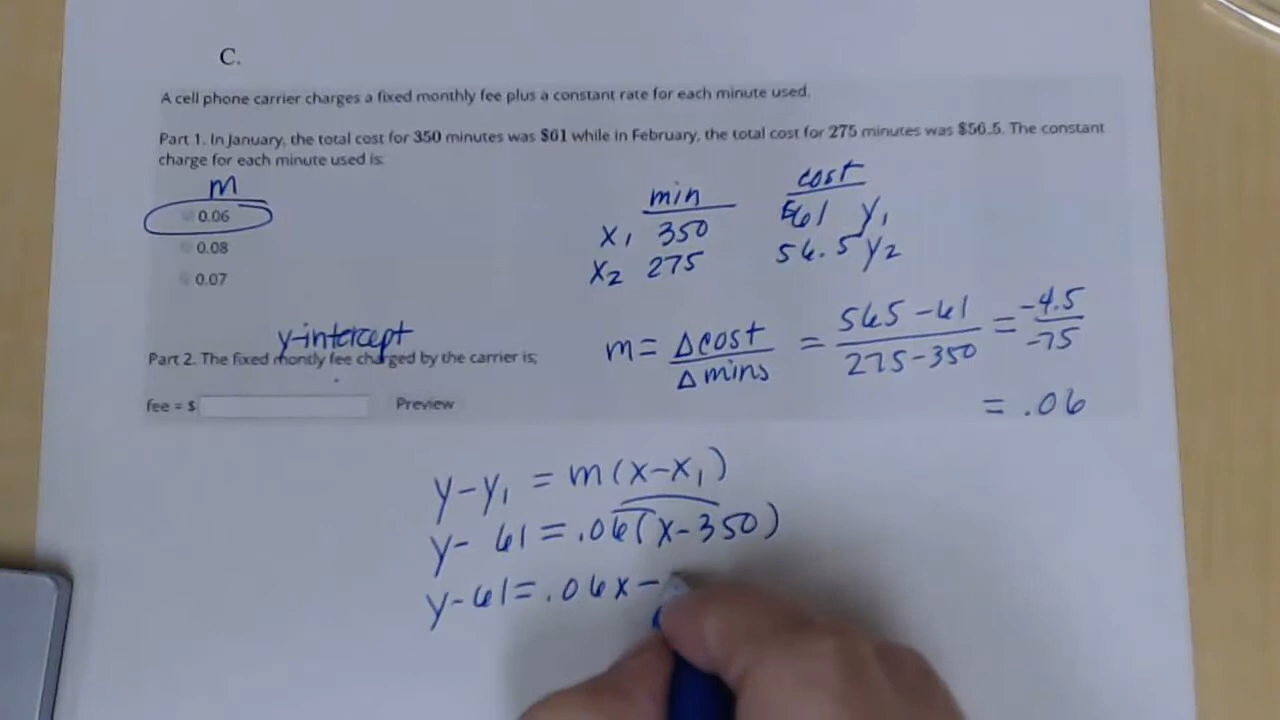 C.
A cell phone carrier charges a fixed monthly fee plus a constant rate for each minute used.
Part 1. In January, the total cost for 350 minutes was $61 while in February, the total cost for 275 minutes was $56.5. The constant
charge for each minute used is:
m
0.06
0.08
0.07
min cost
x1 350 $61 y1
x2 275 56.5 y2
m = Δcost / Δmins = 56.5 - 61 / 275 - 350 = -4.5 / -75
= .06
y-intercept
Part 2. The fixed montly fee charged by the carrier is;
fee = $ Preview
y - y1 = m(x - x1)
y - 61 = .06(x - 350)
y - 61 = .06x -